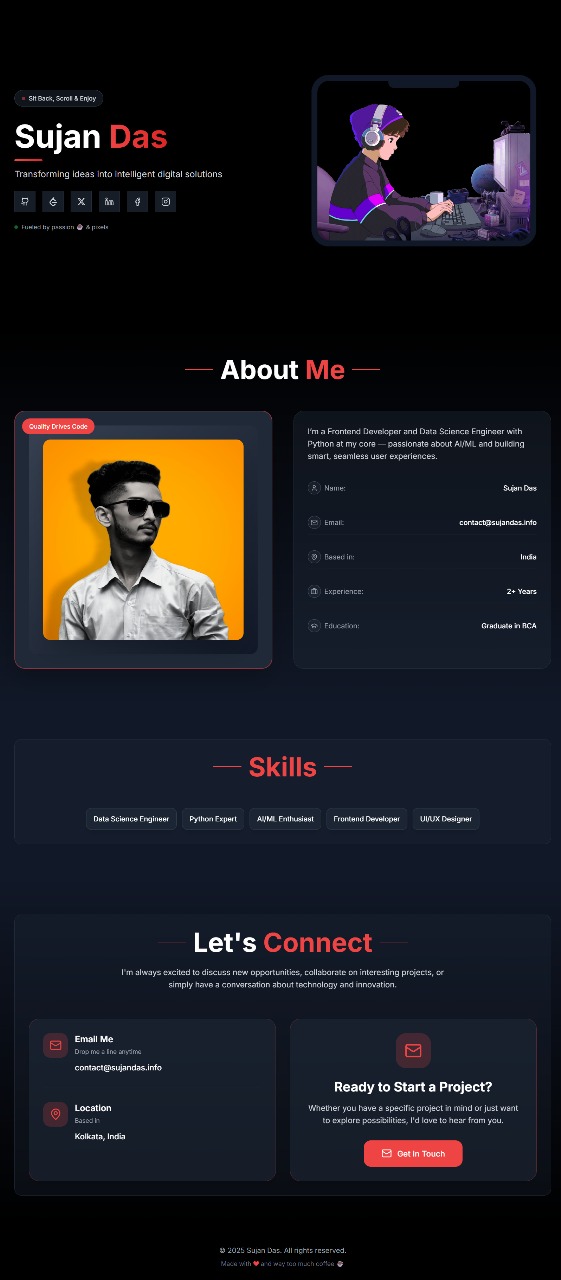 Sit Back, Scroll & Enjoy
Sujan Das
Transforming ideas into intelligent digital solutions
Fueled by passion ☕ & pixels
About Me
Quality Drives Code
I'm a Frontend Developer and Data Science Engineer with
Python at my core — passionate about AI/ML and building
smart, seamless user experiences.
Name: Sujan Das
Email: contact@sujandas.info
Based in: India
Experience: 2+ Years
Education: Graduate in BCA
Skills
Data Science Engineer
Python Expert
AI/ML Enthusiast
Frontend Developer
UI/UX Designer
Let's Connect
I'm always excited to discuss new opportunities, collaborate on interesting projects, or
simply have a conversation about technology and innovation.
Email Me
Drop me a line anytime
contact@sujandas.info
Location
Based in
Kolkata, India
Ready to Start a Project?
Whether you have a specific project in mind or just want
to explore possibilities, I'd love to hear from you.
Get In Touch
© 2025 Sujan Das. All rights reserved.
Made with ❤️ and way too much coffee ☕